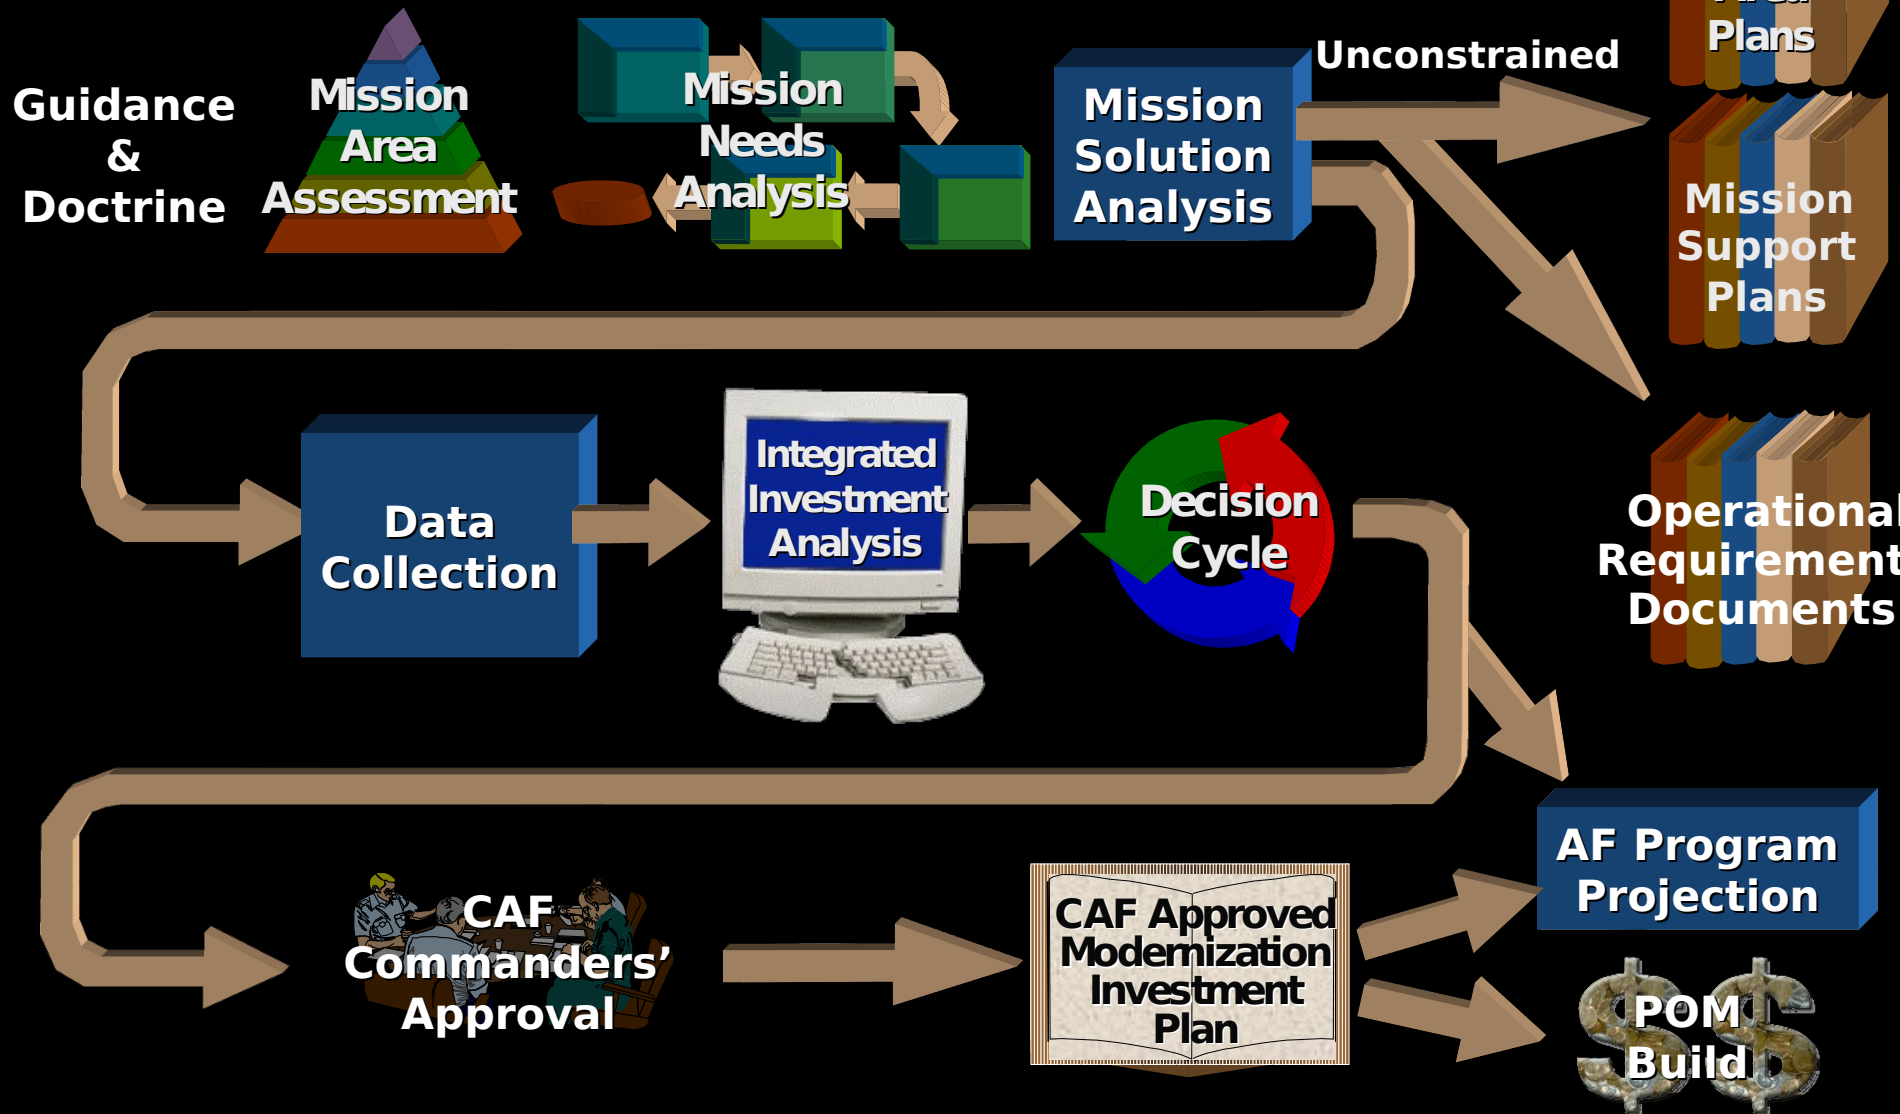 Guidance
&
Doctrine
Mission
Area
Assessment
Mission
Needs
Analysis
Mission
Solution
Analysis
Unconstrained
Area
Plans
Mission
Support
Plans
Data
Collection
Integrated
Investment
Analysis
Decision
Cycle
Operational
Requirement
Documents
CAF
Commanders’
Approval
CAF Approved
Modernization
Investment
Plan
AF Program
Projection
POM
Build